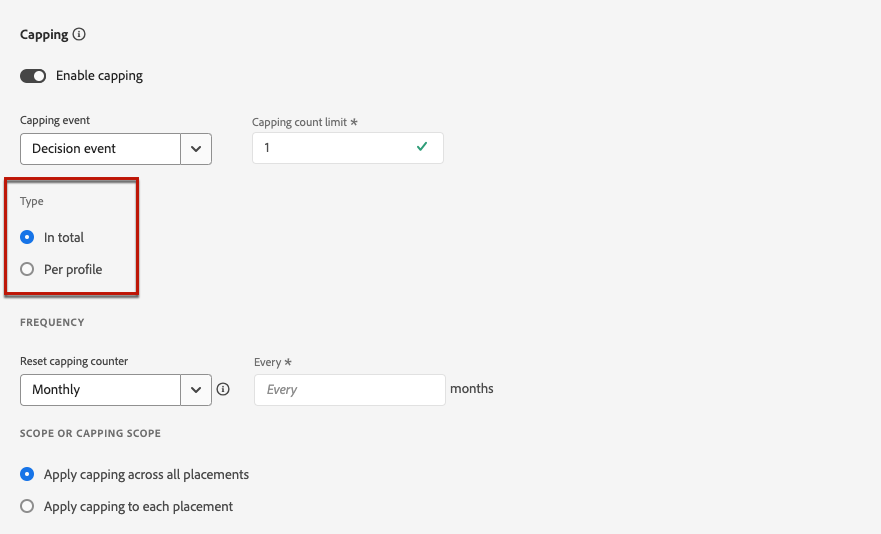 Capping
Enable capping
Capping event
Capping count limit *
Decision event
1
Type
In total
Per profile
FREQUENCY
Reset capping counter
Every *
Monthly
Every
months
SCOPE OR CAPPING SCOPE
Apply capping across all placements
Apply capping to each placement